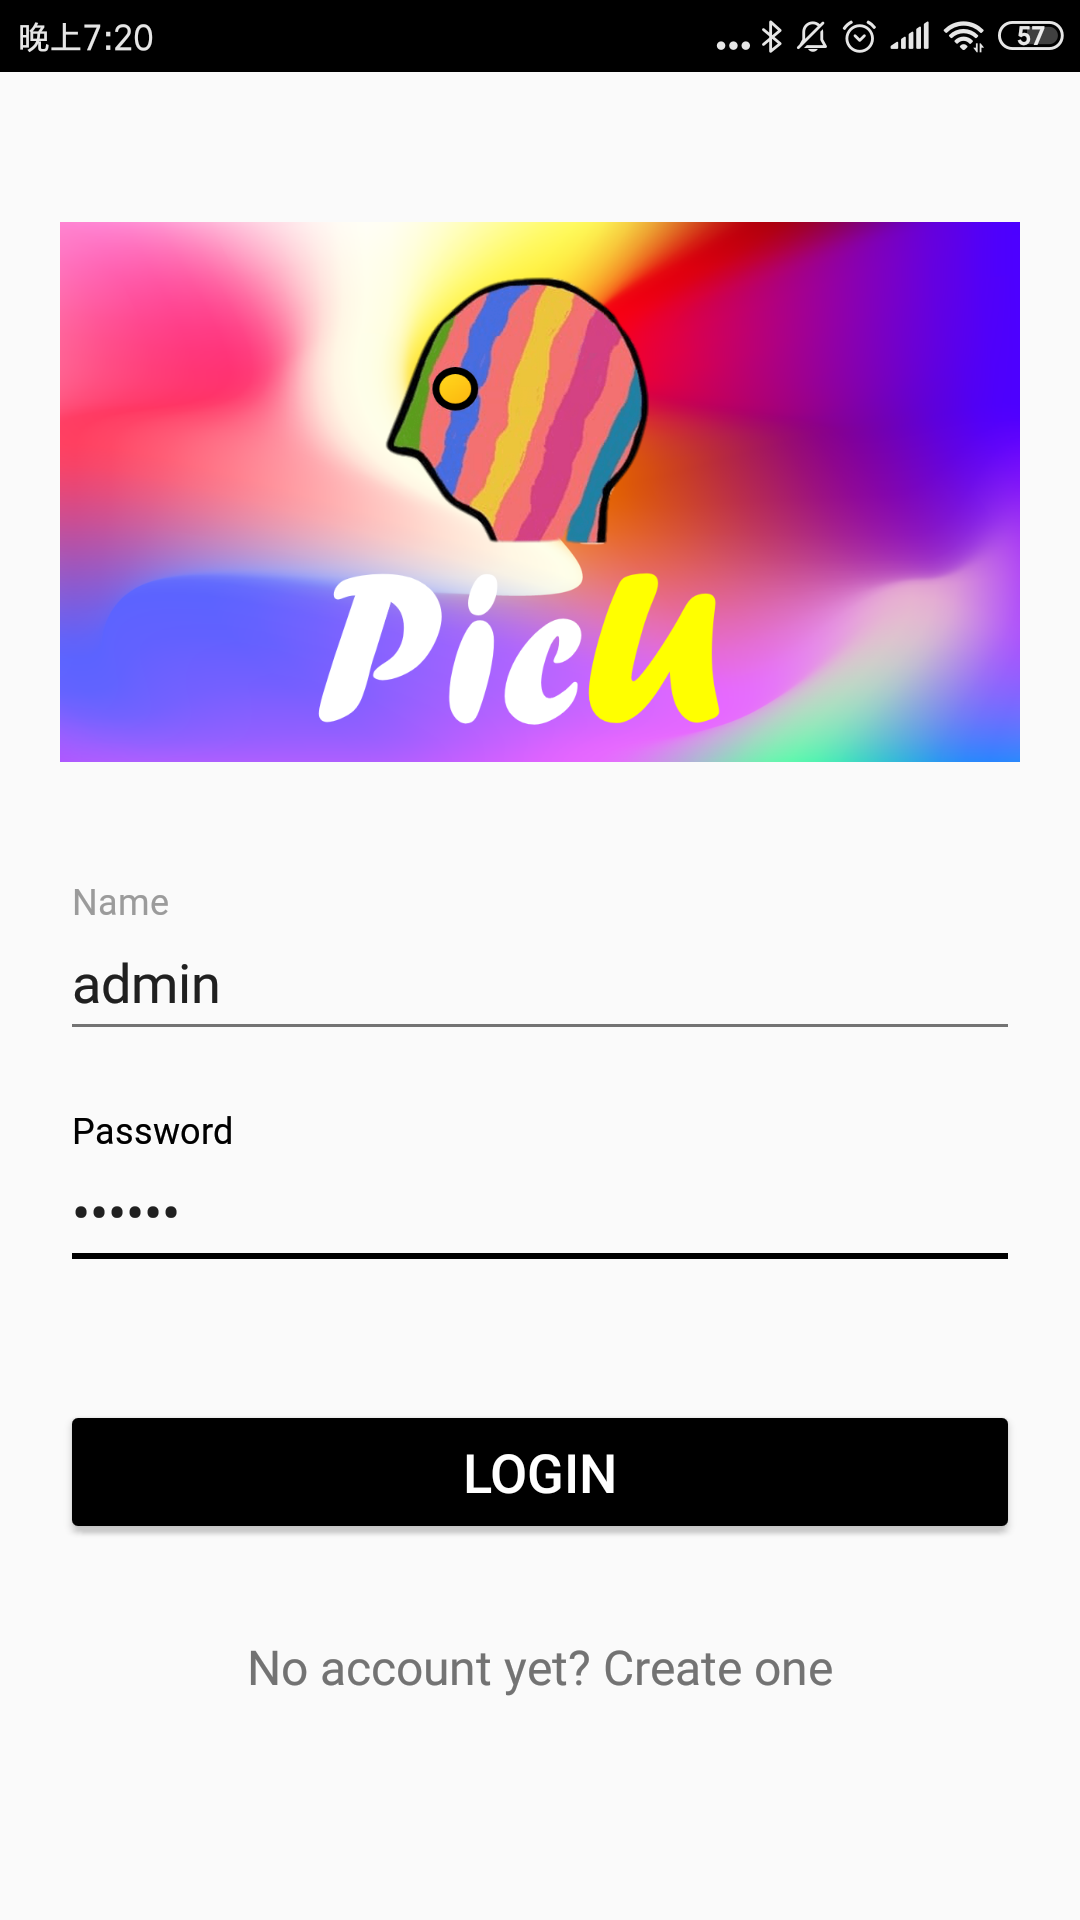 晚上7:20
57
PicU
Name
admin
Password
••••••
LOGIN
No account yet? Create one